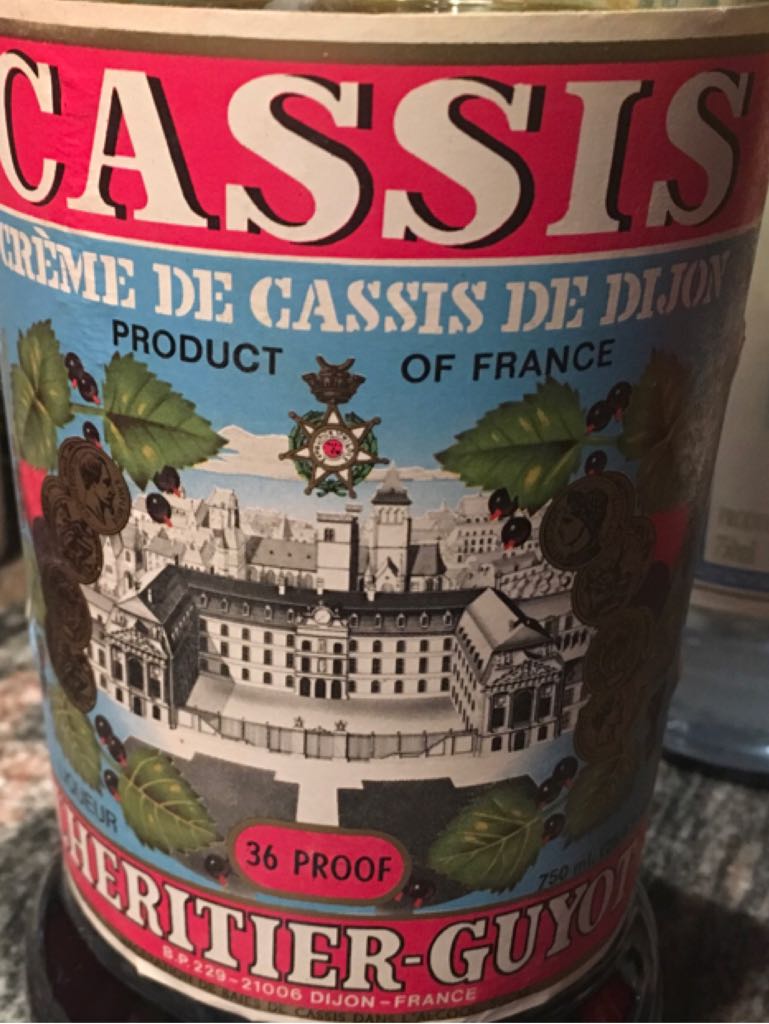 CASSIS
CRÈME DE CASSIS DE DIJON
PRODUCT OF FRANCE
36 PROOF
750 ml
HERITIER-GUYOT
B.P. 229-21006 DIJON-FRANCE